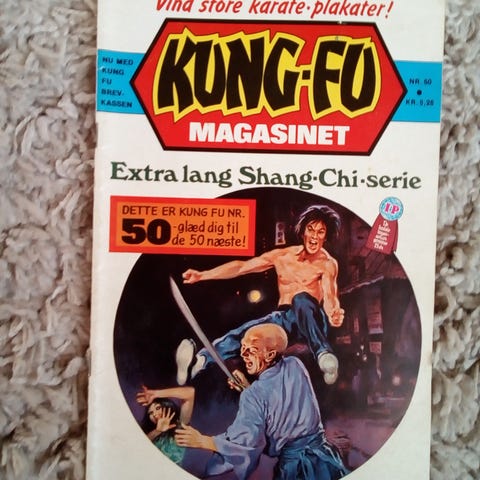 Vind store karate-plakater!
NU MED
KUNG
FU
BREV-
KASSEN
KUNG-FU
MAGASINET
NR. 50
KR. 5,25
Extra lang Shang-Chi-serie
DETTE ER KUNG FU NR.
50 -glæd dig til
de 50 næste!
I·P